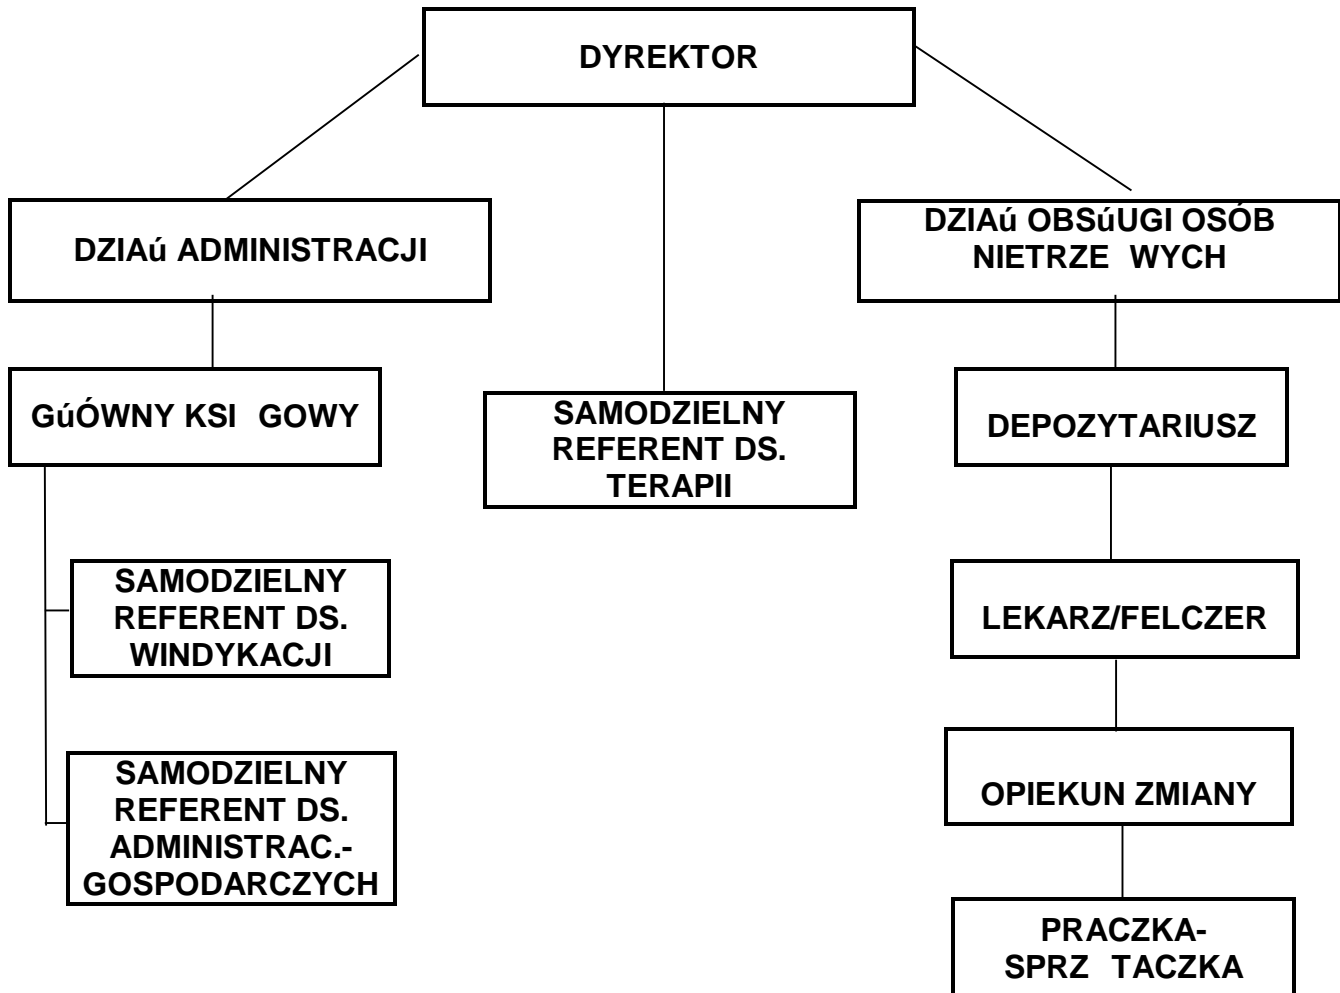 DYREKTOR
DZIAú ADMINISTRACJI
DZIAú OBSúUGI OSÓB
NIETRZE WYCH
GúÓWNY KSI GOWY
SAMODZIELNY
REFERENT DS.
TERAPII
DEPOZYTARIUSZ
SAMODZIELNY
REFERENT DS.
WINDYKACJI
LEKARZ/FELCZER
SAMODZIELNY
REFERENT DS.
ADMINISTRAC.-
GOSPODARCZYCH
OPIEKUN ZMIANY
PRACZKA-
SPRZ TACZKA